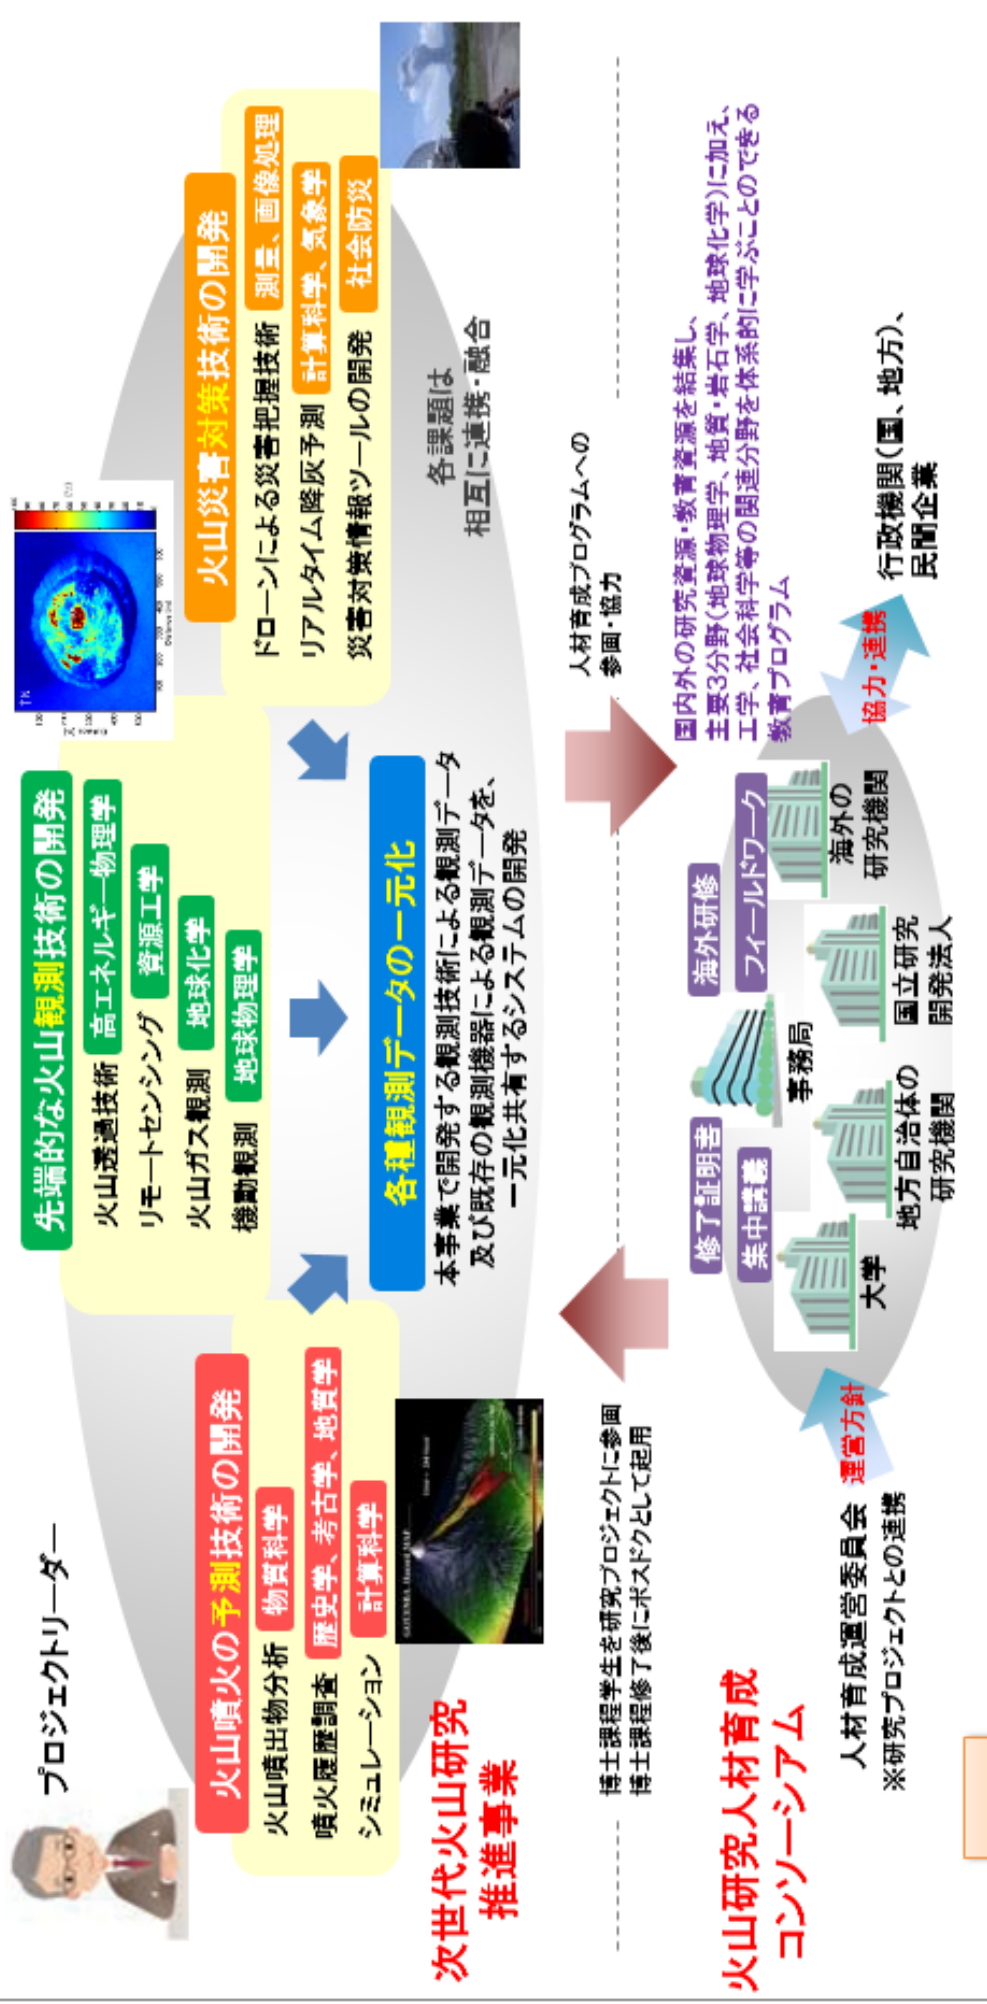 プロジェクトリーダー
先端的な火山観測技術の開発
火山透過技術 高エネルギー物理学
リモートセンシング 資源工学
火山ガス観測 地球化学
機動観測 地球物理学
火山噴火の予測技術の開発
火山噴出物分析 物質科学
噴火履歴調査 歴史学、考古学、地質学
シミュレーション 計算科学
火山災害対策技術の開発
ドローンによる災害把握技術 測量、画像処理
リアルタイム降灰予測 計算科学、気象学
災害対策情報ツールの開発 社会防災
各種観測データの一元化
本事業で開発する観測技術による観測データ
及び既存の観測機器による観測データを、
一元化共有するシステムの開発
各課題は
相互に連携・融合
次世代火山研究
推進事業
博士課程学生を研究プロジェクトに参画
博士課程修了後にポスドクとして起用
人材育成プログラムへの
参画・協力
火山研究人材育成
コンソーシアム
国内外の研究資源・教育資源を結集し、
主要3分野(地球物理学、地質・岩石学、地球化学)に加え、
工学、社会科学等の関連分野を体系的に学ぶことのできる
教育プログラム
修了証明書
集中講義
海外研修
フィールドワーク
事務局
大学
地方自治体の
研究機関
国立研究
開発法人
海外の
研究機関
運営方針
人材育成運営委員会
※研究プロジェクトとの連携
協力・連携
行政機関(国、地方)、
民間企業